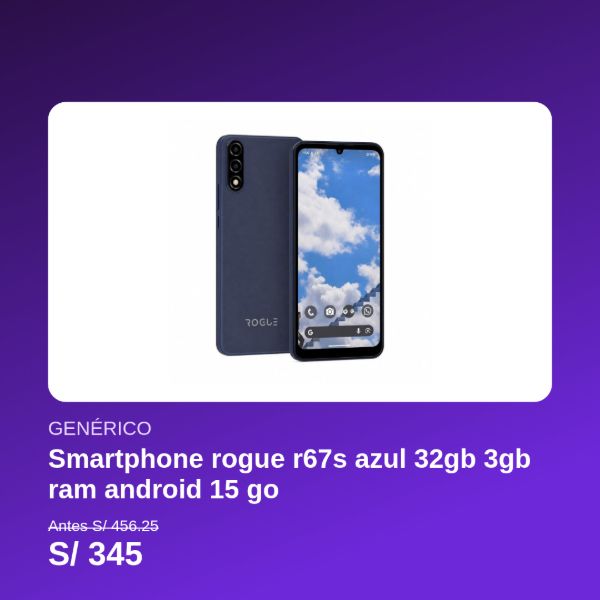 ROGUE
GENÉRICO
Smartphone rogue r67s azul 32gb 3gb
ram android 15 go
Antes S/ 456.25
S/ 345